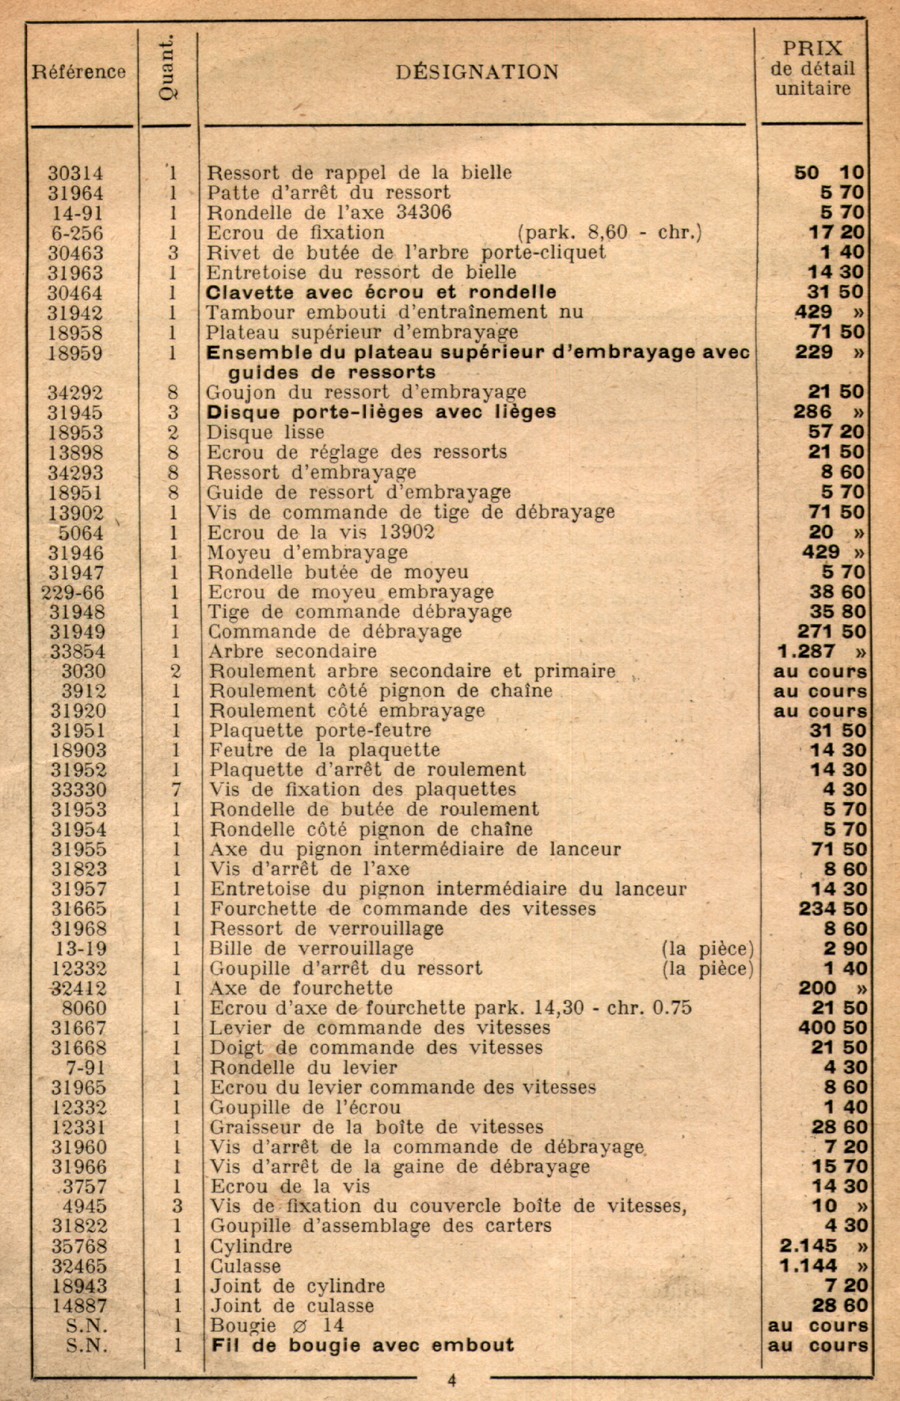 Référence Quant. DÉSIGNATION PRIX
de détail
unitaire
30314 1 Ressort de rappel de la bielle 50 10
31964 1 Patte d'arrêt du ressort 5 70
14-91 1 Rondelle de l'axe 34306 5 70
6-256 1 Ecrou de fixation (park. 8,60 - chr.) 17 20
30463 3 Rivet de butée de l'arbre porte-cliquet 1 40
31963 1 Entretoise du ressort de bielle 14 30
30464 1 Clavette avec écrou et rondelle 31 50
31942 1 Tambour embouti d'entraînement nu 429 »
18958 1 Plateau supérieur d'embrayage 71 50
18959 1 Ensemble du plateau supérieur d'embrayage avec 229 »
guides de ressorts
34292 8 Goujon du ressort d'embrayage 21 50
31945 3 Disque porte-lièges avec lièges 286 »
18953 2 Disque lisse 57 20
13898 8 Ecrou de réglage des ressorts 21 50
34293 8 Ressort d'embrayage 8 60
18951 8 Guide de ressort d'embrayage 5 70
13902 1 Vis de commande de tige de débrayage 71 50
5064 1 Ecrou de la vis 13902 20 »
31946 1 Moyeu d'embrayage 429 »
31947 1 Rondelle butée de moyeu 5 70
229-66 1 Ecrou de moyeu embrayage 38 60
31948 1 Tige de commande débrayage 35 80
31949 1 Commande de débrayage 271 50
33854 1 Arbre secondaire 1.287 »
3030 2 Roulement arbre secondaire et primaire au cours
3912 1 Roulement côté pignon de chaîne au cours
31920 1 Roulement côté embrayage au cours
31951 1 Plaquette porte-feutre 31 50
18903 1 Feutre de la plaquette 14 30
31952 1 Plaquette d'arrêt de roulement 14 30
33330 7 Vis de fixation des plaquettes 4 30
31953 1 Rondelle de butée de roulement 5 70
31954 1 Rondelle côté pignon de chaîne 5 70
31955 1 Axe du pignon intermédiaire de lanceur 71 50
31823 1 Vis d'arrêt de l'axe 8 60
31957 1 Entretoise du pignon intermédiaire du lanceur 14 30
31665 1 Fourchette de commande des vitesses 234 50
31968 1 Ressort de verrouillage 8 60
13-19 1 Bille de verrouillage (la pièce) 2 90
12332 1 Goupille d'arrêt du ressort (la pièce) 1 40
32412 1 Axe de fourchette 200 »
8060 1 Ecrou d'axe de fourchette park. 14,30 - chr. 0.75 21 50
31667 1 Levier de commande des vitesses 400 50
31668 1 Doigt de commande des vitesses 21 50
7-91 1 Rondelle du levier 4 30
31965 1 Ecrou du levier commande des vitesses 8 60
12332 1 Goupille de l'écrou 1 40
12331 1 Graisseur de la boîte de vitesses 28 60
31960 1 Vis d'arrêt de la commande de débrayage 7 20
31966 1 Vis d'arrêt de la gaine de débrayage 15 70
3757 1 Ecrou de la vis 14 30
4945 3 Vis de fixation du couvercle boîte de vitesses, 10 »
31822 1 Goupille d'assemblage des carters 4 30
35768 1 Cylindre 2.145 »
32465 1 Culasse 1.144 »
18943 1 Joint de cylindre 7 20
14887 1 Joint de culasse 28 60
S.N. 1 Bougie ∅ 14 au cours
S.N. 1 Fil de bougie avec embout au cours
4